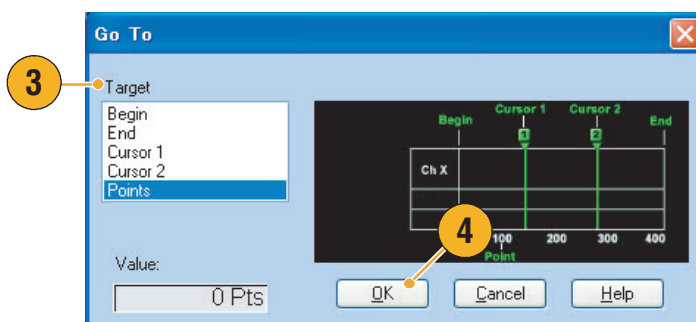 Go To
3
Target
Begin
End
Cursor 1
Cursor 2
Points
Value:
0 Pts
Begin
Cursor 1
Cursor 2
End
1
2
Ch X
100
200
300
400
Point
4
OK
Cancel
Help